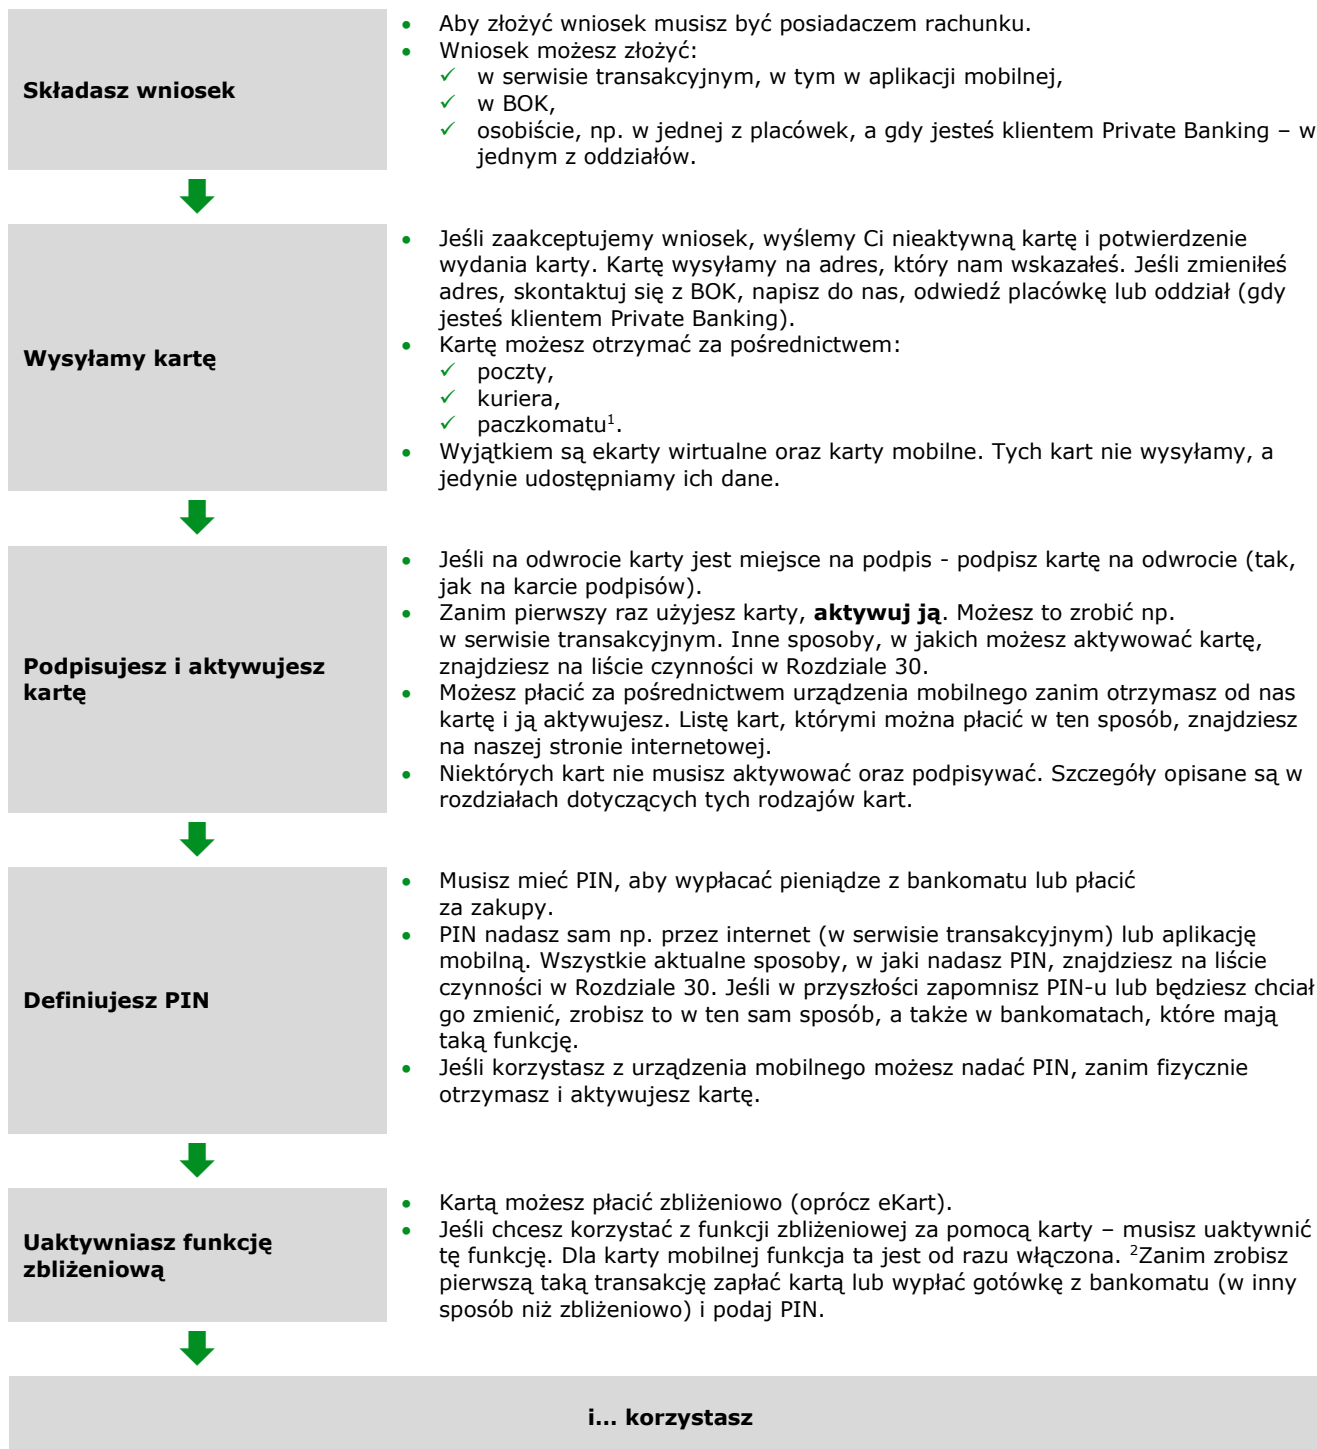 Składasz wniosek
• Aby złożyć wniosek musisz być posiadaczem rachunku.
• Wniosek możesz złożyć:
✓ w serwisie transakcyjnym, w tym w aplikacji mobilnej,
✓ w BOK,
✓ osobiście, np. w jednej z placówek, a gdy jesteś klientem Private Banking – w
jednym z oddziałów.
Wysyłamy kartę
• Jeśli zaakceptujemy wniosek, wyślemy Ci nieaktywną kartę i potwierdzenie
wydania karty. Kartę wysyłamy na adres, który nam wskazałeś. Jeśli zmieniłeś
adres, skontaktuj się z BOK, napisz do nas, odwiedź placówkę lub oddział (gdy
jesteś klientem Private Banking).
• Kartę możesz otrzymać za pośrednictwem:
✓ poczty,
✓ kuriera,
✓ paczkomatu¹.
• Wyjątkiem są ekarty wirtualne oraz karty mobilne. Tych kart nie wysyłamy, a
jedynie udostępniamy ich dane.
Podpisujesz i aktywujesz
kartę
• Jeśli na odwrocie karty jest miejsce na podpis - podpisz kartę na odwrocie (tak,
jak na karcie podpisów).
• Zanim pierwszy raz użyjesz karty, aktywuj ją. Możesz to zrobić np.
w serwisie transakcyjnym. Inne sposoby, w jakich możesz aktywować kartę,
znajdziesz na liście czynności w Rozdziale 30.
• Możesz płacić za pośrednictwem urządzenia mobilnego zanim otrzymasz od nas
kartę i ją aktywujesz. Listę kart, którymi można płacić w ten sposób, znajdziesz
na naszej stronie internetowej.
• Niektórych kart nie musisz aktywować oraz podpisywać. Szczegóły opisane są w
rozdziałach dotyczących tych rodzajów kart.
Definiujesz PIN
• Musisz mieć PIN, aby wypłacać pieniądze z bankomatu lub płacić
za zakupy.
• PIN nadasz sam np. przez internet (w serwisie transakcyjnym) lub aplikację
mobilną. Wszystkie aktualne sposoby, w jaki nadasz PIN, znajdziesz na liście
czynności w Rozdziale 30. Jeśli w przyszłości zapomnisz PIN-u lub będziesz chciał
go zmienić, zrobisz to w ten sam sposób, a także w bankomatach, które mają
taką funkcję.
• Jeśli korzystasz z urządzenia mobilnego możesz nadać PIN, zanim fizycznie
otrzymasz i aktywujesz kartę.
Uaktywniasz funkcję
zbliżeniową
• Kartą możesz płacić zbliżeniowo (oprócz eKart).
• Jeśli chcesz korzystać z funkcji zbliżeniowej za pomocą karty – musisz uaktywnić
tę funkcję. Dla karty mobilnej funkcja ta jest od razu włączona. ²Zanim zrobisz
pierwszą taką transakcję zapłać kartą lub wypłać gotówkę z bankomatu (w inny
sposób niż zbliżeniowo) i podaj PIN.
i… korzystasz